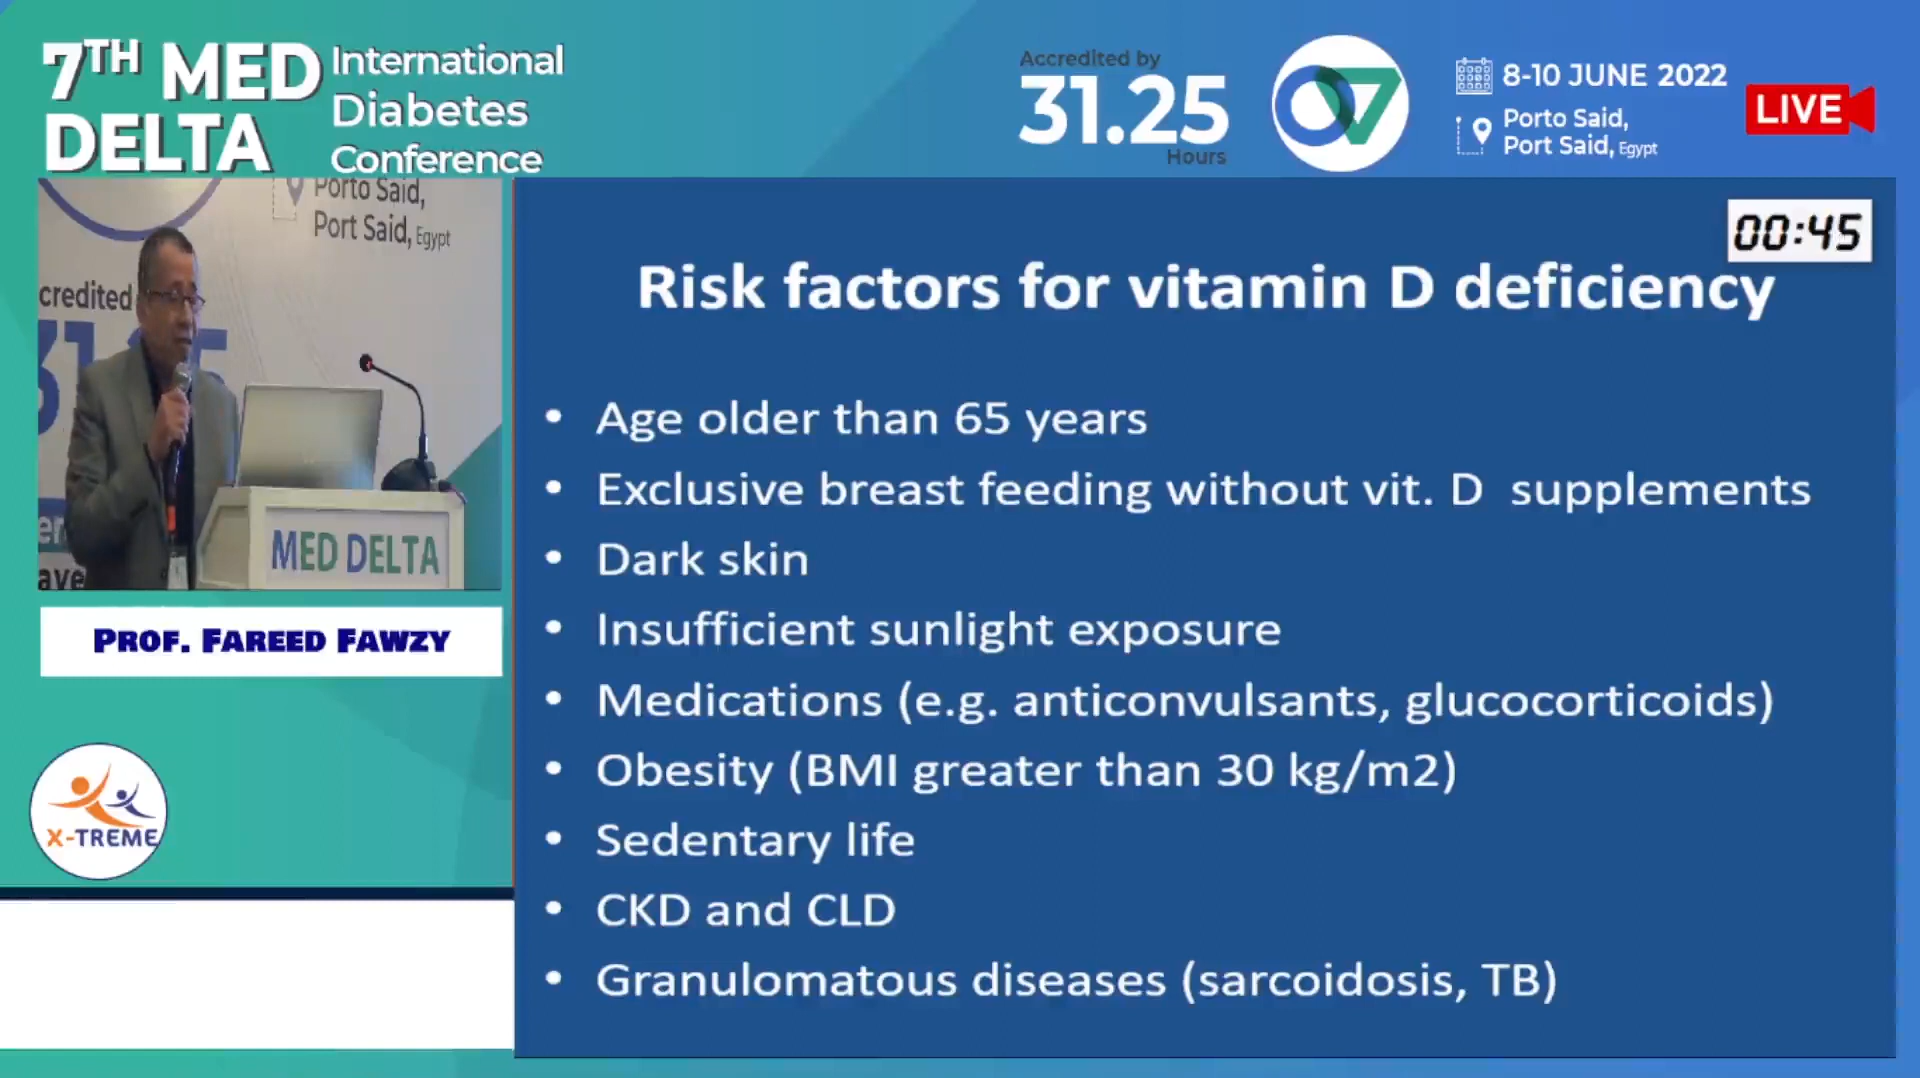 7TH MED
DELTA
International
Diabetes
Conference
Accredited by
31.25
Hours
8-10 JUNE 2022
Porto Said,
Port Said, Egypt
LIVE
Porto Said,
Port Said, Egypt
credited
31.25
MED DELTA
PROF. FAREED FAWZY
X-TREME
00:45
Risk factors for vitamin D deficiency
• Age older than 65 years
• Exclusive breast feeding without vit. D supplements
• Dark skin
• Insufficient sunlight exposure
• Medications (e.g. anticonvulsants, glucocorticoids)
• Obesity (BMI greater than 30 kg/m2)
• Sedentary life
• CKD and CLD
• Granulomatous diseases (sarcoidosis, TB)